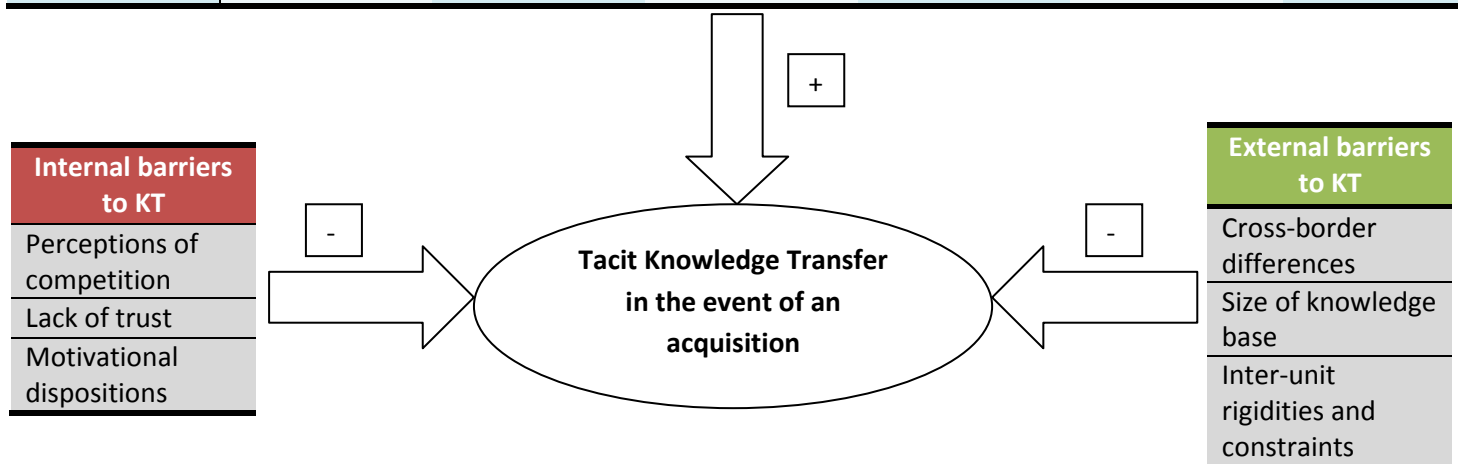 +
Internal barriers
to KT
Perceptions of
competition
Lack of trust
Motivational
dispositions
-
Tacit Knowledge Transfer
in the event of an
acquisition
-
External barriers
to KT
Cross-border
differences
Size of knowledge
base
Inter-unit
rigidities and
constraints